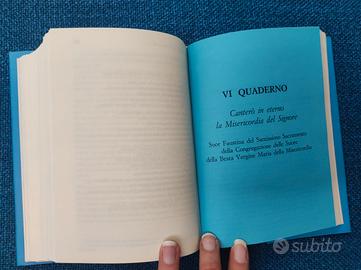 VI QUADERNO
Canterò in eterno
la Misericordia del Signore
Suor Faustina del Santissimo Sacramento
della Congregazione delle Suore
della Beata Vergine Maria della Misericordia
subito